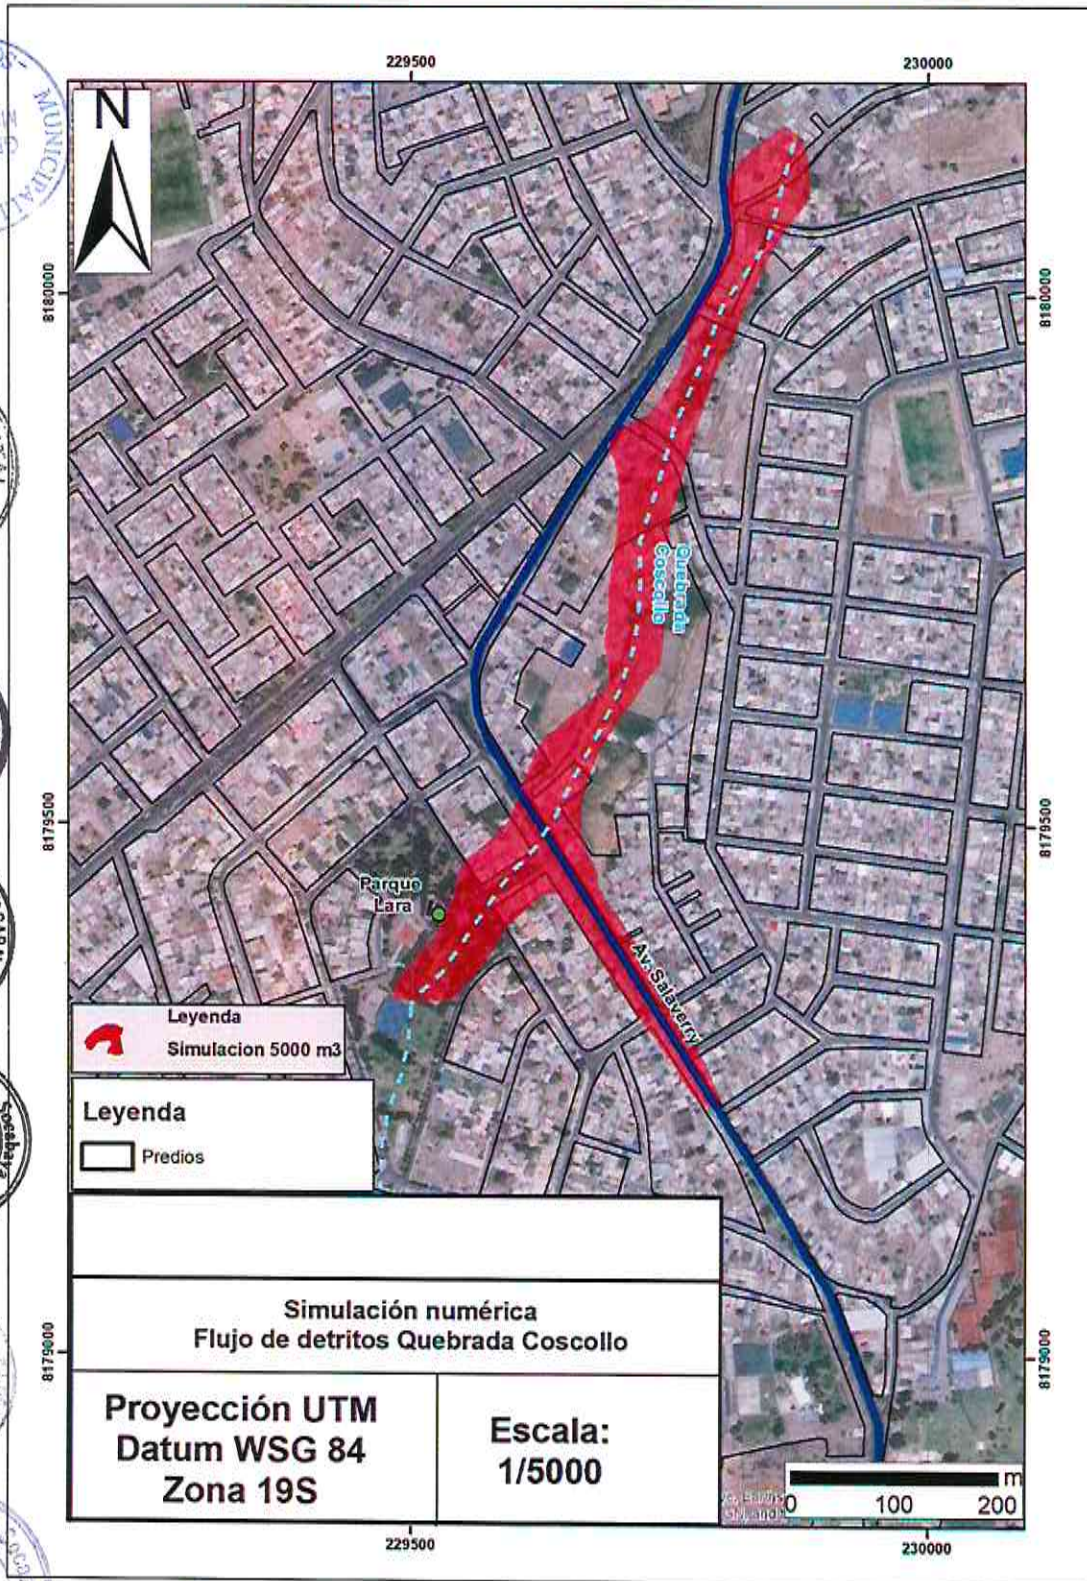 229500
230000
MUNICIPALI
N
8180000
8180000
Quebrada
Coscollo
8179500
8179500
Parque
Lara
Av. Salaverry
Leyenda
Simulacion 5000 m3
Leyenda
Predios
Simulación numérica
Flujo de detritos Quebrada Coscollo
8179000
8179000
Proyección UTM
Datum WSG 84
Zona 19S
Escala:
1/5000
m
0 100 200
229500
230000
Socabaya